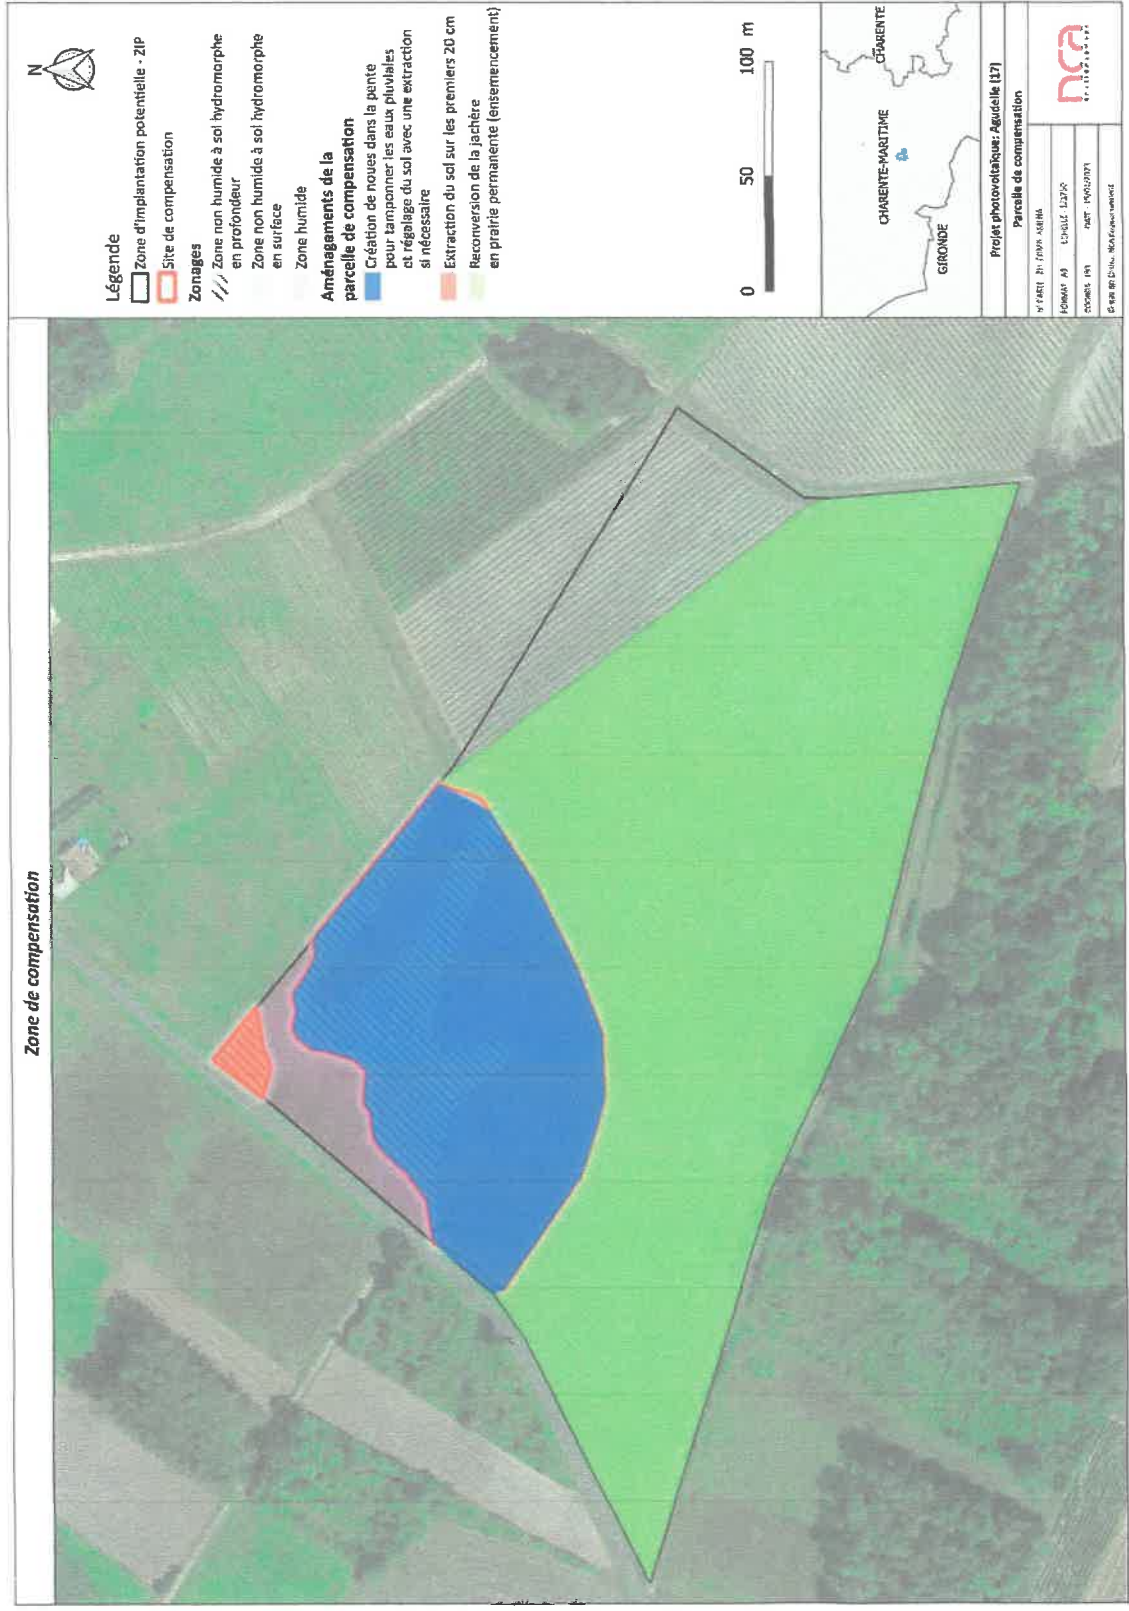 Zone de compensation
N
Légende
Zone d'implantation potentielle - ZIP
Site de compensation
Zonages
Zone non humide à sol hydromorphe
en profondeur
Zone non humide à sol hydromorphe
en surface
Zone humide
Aménagements de la
parcelle de compensation
Création de noues dans la pente
pour tamponner les eaux pluviales
et régalage du sol avec une extraction
si nécessaire
Extraction du sol sur les premiers 20 cm
Reconversion de la jachère
en prairie permanente (ensemencement)
0 50 100 m
CHARENTE
CHARENTE-MARITIME
GIRONDE
Projet photovoltaïque: Agudelle (17)
Parcelle de compensation
FORMAT A3
nca